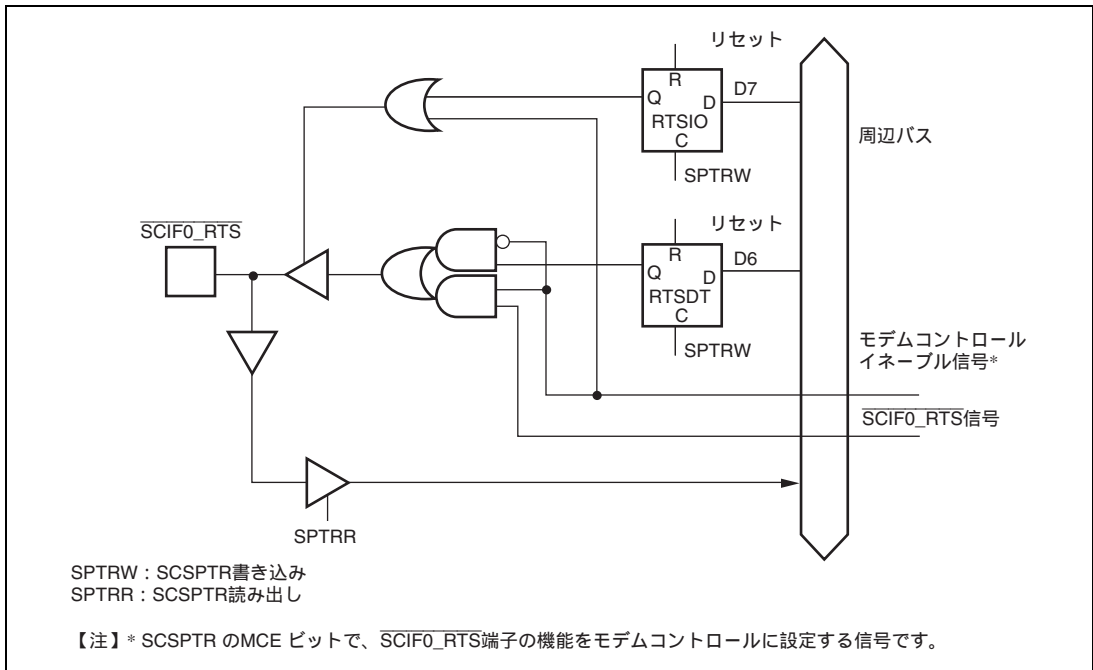 リセット
R
Q
D
D7
RTSIO
C
周辺バス
SPTRW
SCIF0_RTS
リセット
R
Q
D
D6
RTSDT
C
SPTRW
モデムコントロール
イネーブル信号*
SCIF0_RTS信号
SPTRR
SPTRW：SCSPTR書き込み
SPTRR：SCSPTR読み出し
【注】* SCSPTR のMCE ビットで、SCIF0_RTS端子の機能をモデムコントロールに設定する信号です。